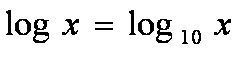 log x = log₁₀ x